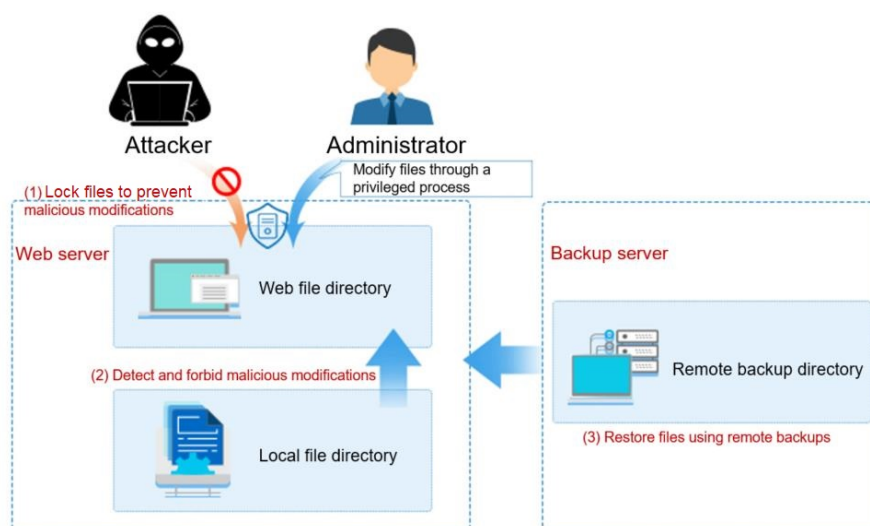 Attacker
Administrator
Modify files through a
privileged process
(1) Lock files to prevent
malicious modifications
Web server
Web file directory
Backup server
Remote backup directory
(2) Detect and forbid malicious modifications
Local file directory
(3) Restore files using remote backups